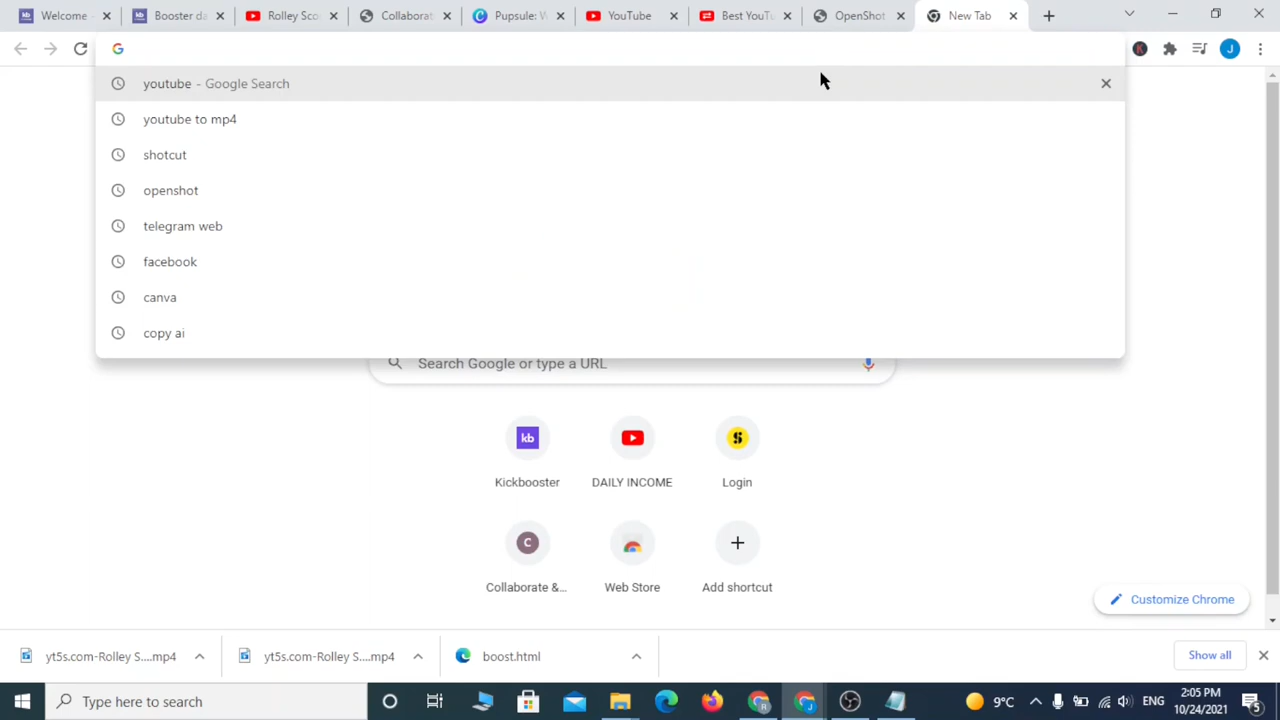 Welcome -
Booster da
Rolley Sco
Collaborat
Pupsule: W
YouTube
Best YouTu
OpenShot
New Tab
K
J
youtube - Google Search
youtube to mp4
shotcut
openshot
telegram web
facebook
canva
copy ai
Search Google or type a URL
kb
Kickbooster
DAILY INCOME
Login
C
Collaborate &...
Web Store
Add shortcut
Customize Chrome
yt5s.com-Rolley S....mp4
yt5s.com-Rolley S....mp4
boost.html
Show all
Type here to search
9°C
ENG
2:05 PM
10/24/2021
5